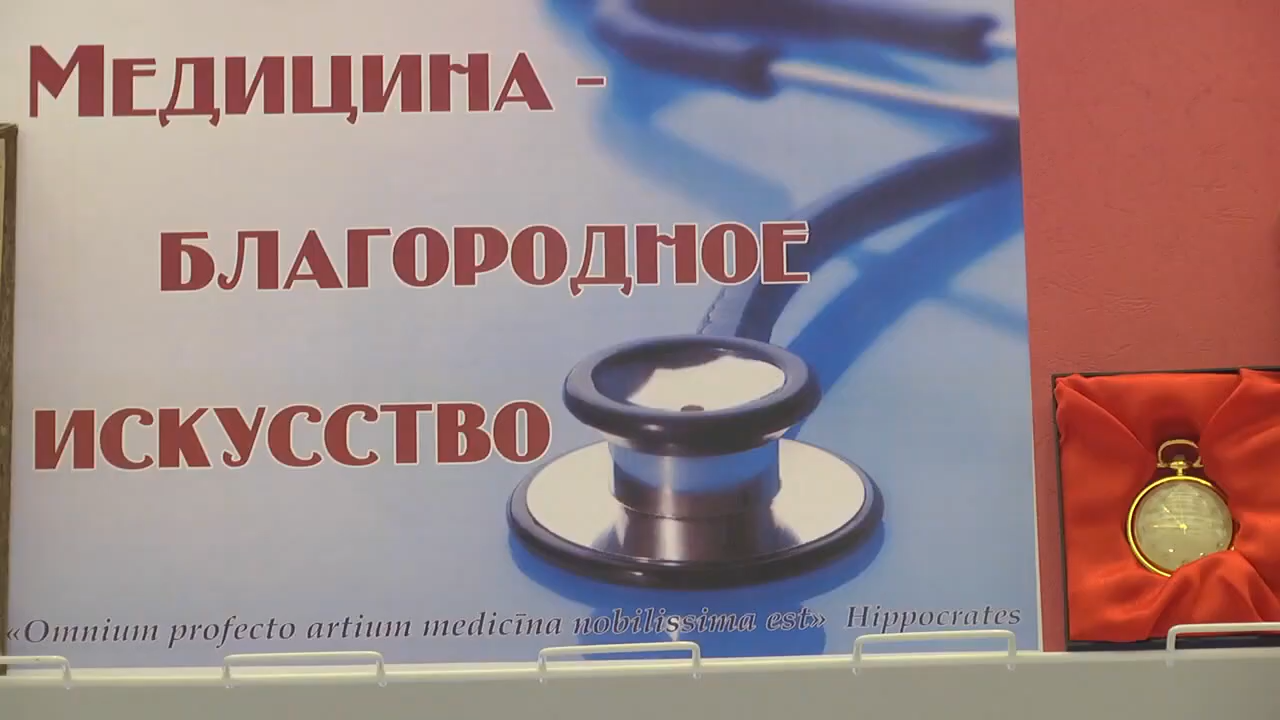 Медицина -
благородное
искусство
«Omnium profecto artium medicīna nobilissima est» Hippocrates